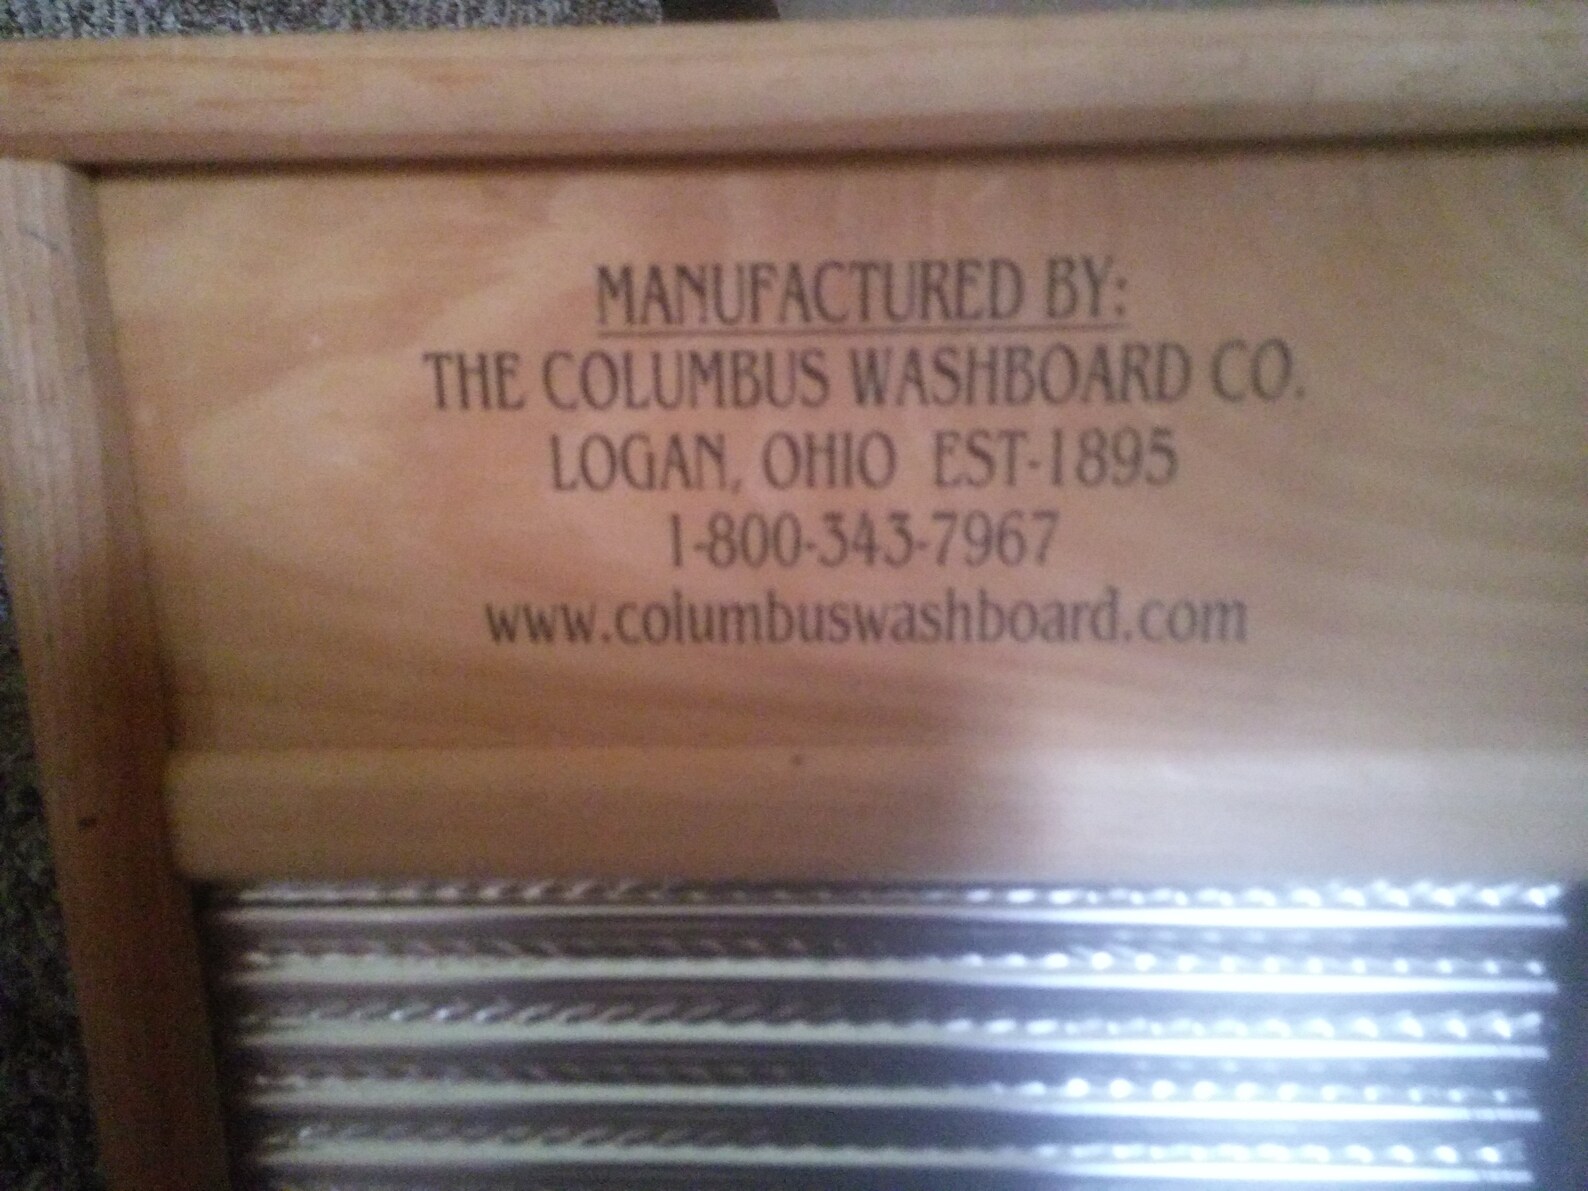 MANUFACTURED BY:
THE COLUMBUS WASHBOARD CO.
LOGAN, OHIO EST-1895
1-800-343-7967
www.columbuswashboard.com